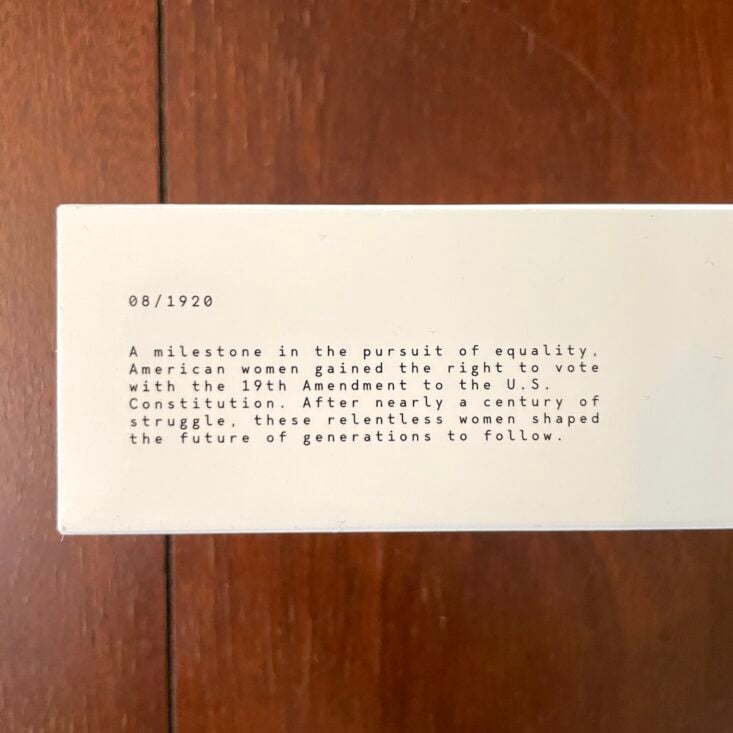 08/1920
A milestone in the pursuit of equality,
American women gained the right to vote
with the 19th Amendment to the U.S.
Constitution. After nearly a century of
struggle, these relentless women shaped
the future of generations to follow.